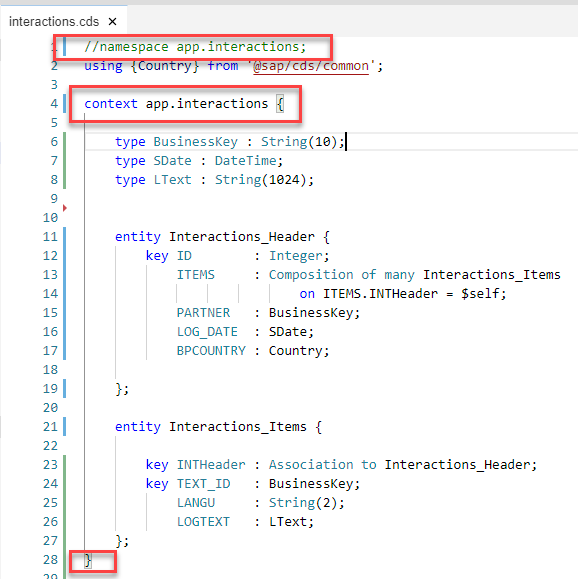 interactions.cds ×
1 //namespace app.interactions;
2 using {Country} from '@sap/cds/common';
3
4 context app.interactions {
5
6 type BusinessKey : String(10);
7 type SDate : DateTime;
8 type LText : String(1024);
9
10
11 entity Interactions_Header {
12 key ID : Integer;
13 ITEMS : Composition of many Interactions_Items
14 on ITEMS.INTHeader = $self;
15 PARTNER : BusinessKey;
16 LOG_DATE : SDate;
17 BPCOUNTRY : Country;
18
19 };
20
21 entity Interactions_Items {
22
23 key INTHeader : Association to Interactions_Header;
24 key TEXT_ID : BusinessKey;
25 LANGU : String(2);
26 LOGTEXT : LText;
27 };
28 }
29